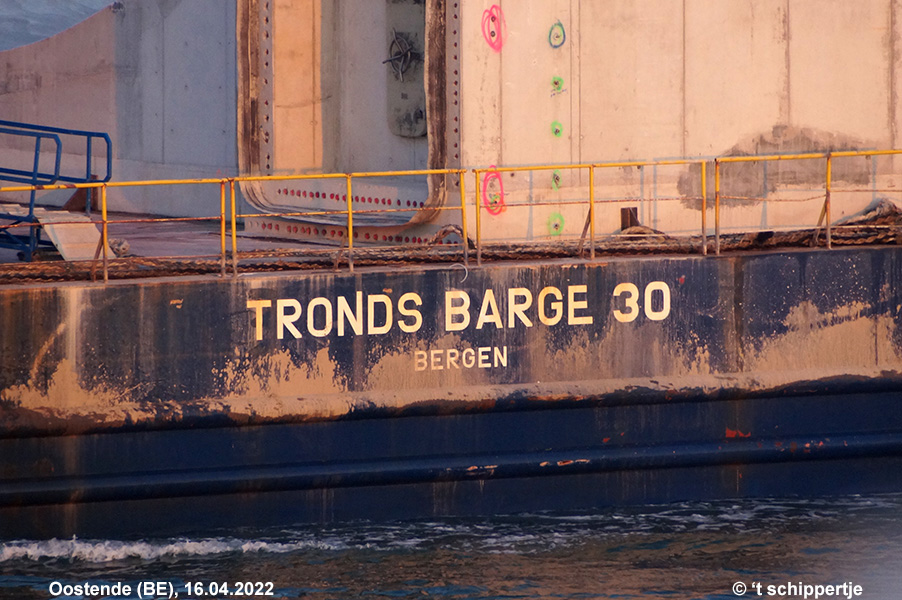 TRONDS BARGE 30
BERGEN
Oostende (BE), 16.04.2022
© ‘t schippertje